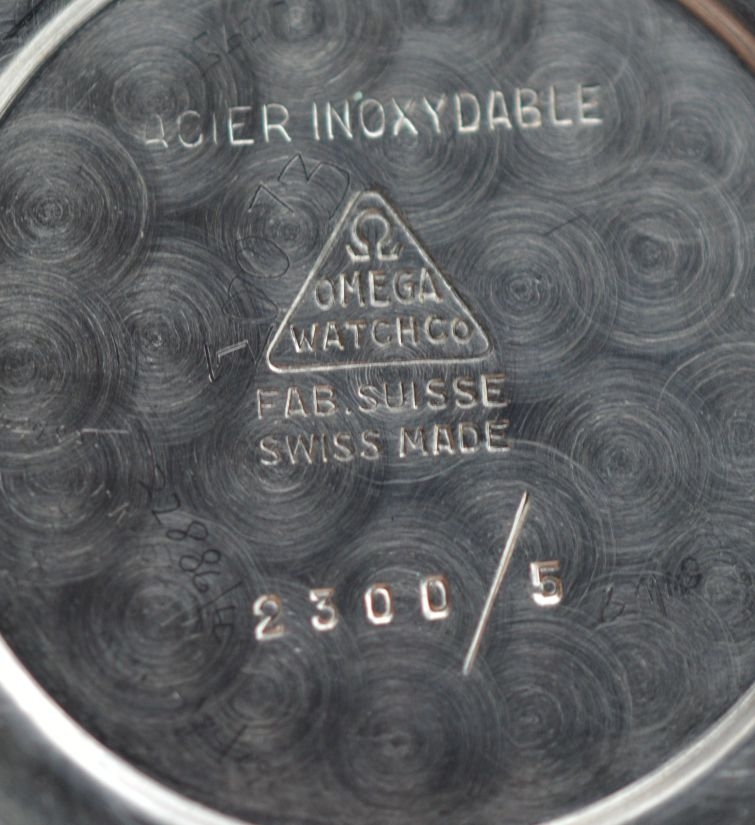 ACIER INOXYDABLE
Ω
OMEGA
WATCH Co
FAB. SUISSE
SWISS MADE
2300/5